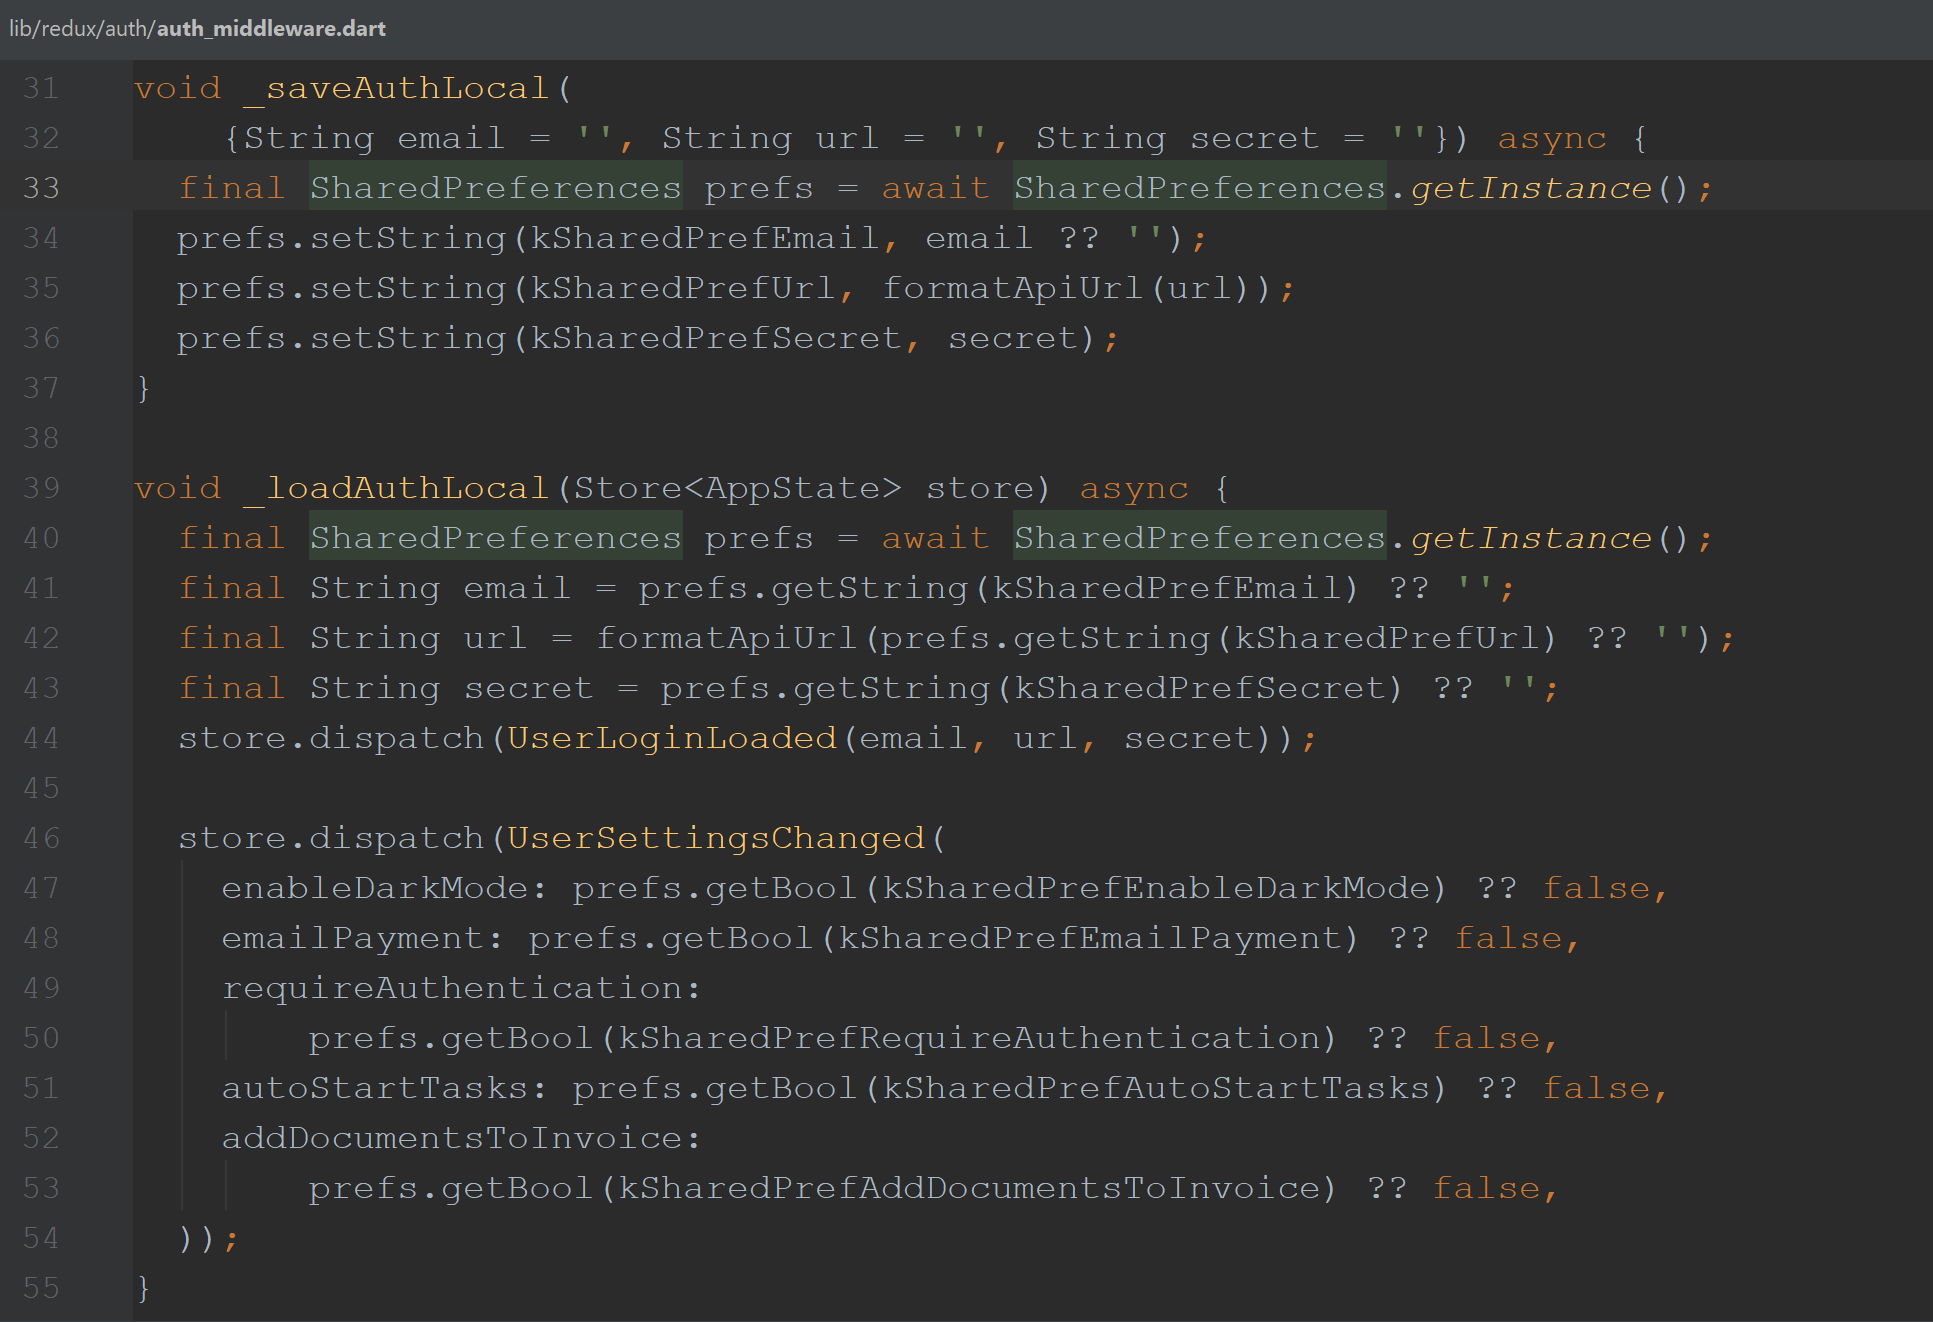 lib/redux/auth/auth_middleware.dart
31 void _saveAuthLocal(
32 {String email = '', String url = '', String secret = ''}) async {
33 final SharedPreferences prefs = await SharedPreferences.getInstance();
34 prefs.setString(kSharedPrefEmail, email ?? '');
35 prefs.setString(kSharedPrefUrl, formatApiUrl(url));
36 prefs.setString(kSharedPrefSecret, secret);
37 }
38
39 void _loadAuthLocal(Store<AppState> store) async {
40 final SharedPreferences prefs = await SharedPreferences.getInstance();
41 final String email = prefs.getString(kSharedPrefEmail) ?? '';
42 final String url = formatApiUrl(prefs.getString(kSharedPrefUrl) ?? '');
43 final String secret = prefs.getString(kSharedPrefSecret) ?? '';
44 store.dispatch(UserLoginLoaded(email, url, secret));
45
46 store.dispatch(UserSettingsChanged(
47 enableDarkMode: prefs.getBool(kSharedPrefEnableDarkMode) ?? false,
48 emailPayment: prefs.getBool(kSharedPrefEmailPayment) ?? false,
49 requireAuthentication:
50 prefs.getBool(kSharedPrefRequireAuthentication) ?? false,
51 autoStartTasks: prefs.getBool(kSharedPrefAutoStartTasks) ?? false,
52 addDocumentsToInvoice:
53 prefs.getBool(kSharedPrefAddDocumentsToInvoice) ?? false,
54 ));
55 }